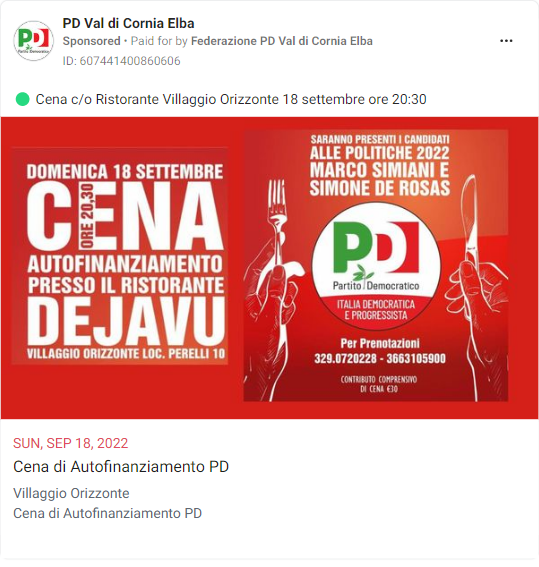 PD Val di Cornia Elba
Sponsored • Paid for by Federazione PD Val di Cornia Elba
ID: 607441400860606
Cena c/o Ristorante Villaggio Orizzonte 18 settembre ore 20:30
DOMENICA 18 SETTEMBRE
CENA
ORE 20,30
AUTOFINANZIAMENTO
PRESSO IL RISTORANTE
DEJAVU
VILLAGGIO ORIZZONTE LOC. PERELLI 10
SARANNO PRESENTI I CANDIDATI
ALLE POLITICHE 2022
MARCO SIMIANI E
SIMONE DE ROSAS
PD
Partito Democratico
ITALIA DEMOCRATICA
E PROGRESSISTA
Per Prenotazioni
329.0720228 - 3663105900
CONTRIBUTO COMPRENSIVO
DI CENA €30
SUN, SEP 18, 2022
Cena di Autofinanziamento PD
Villaggio Orizzonte
Cena di Autofinanziamento PD